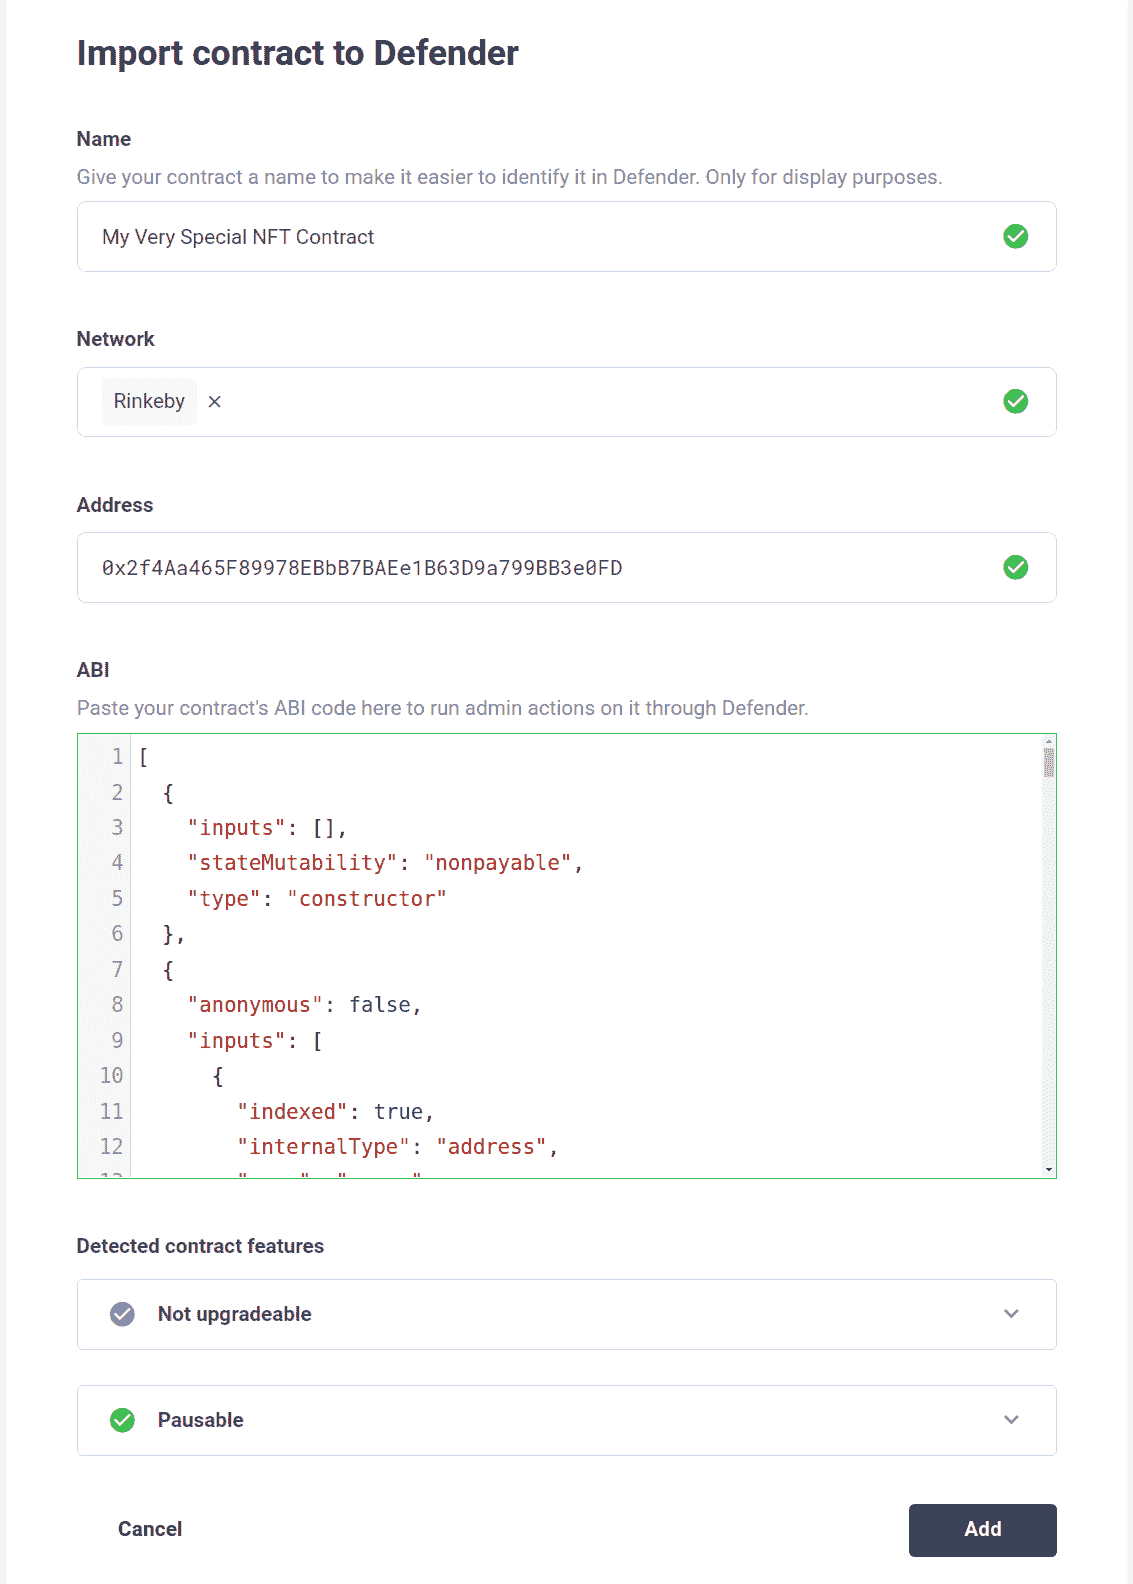 Import contract to Defender
Name
Give your contract a name to make it easier to identify it in Defender. Only for display purposes.
My Very Special NFT Contract
Network
Rinkeby ×
Address
0x2f4Aa465F89978EBbB7BAEe1B63D9a799BB3e0FD
ABI
Paste your contract's ABI code here to run admin actions on it through Defender.
1 [
2 {
3 "inputs": [],
4 "stateMutability": "nonpayable",
5 "type": "constructor"
6 },
7 {
8 "anonymous": false,
9 "inputs": [
10 {
11 "indexed": true,
12 "internalType": "address",
Detected contract features
Not upgradeable
Pausable
Cancel
Add